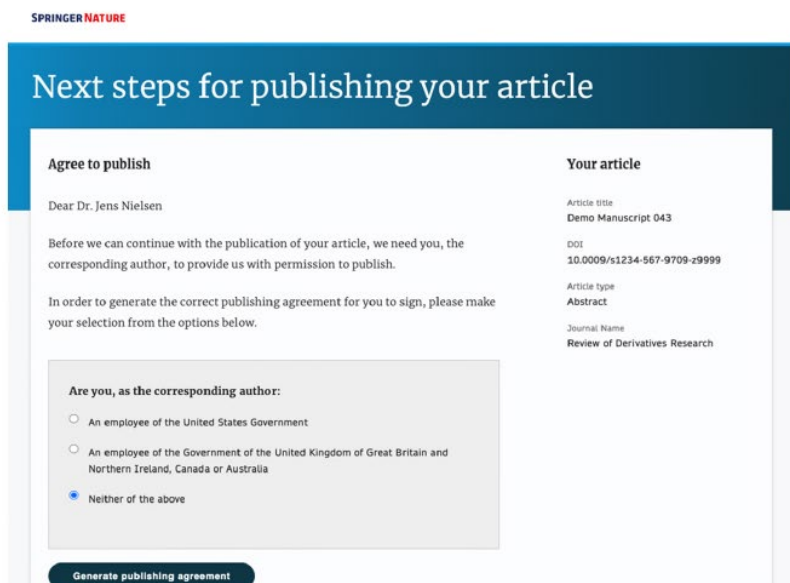 SPRINGER NATURE
Next steps for publishing your article
Agree to publish
Dear Dr. Jens Nielsen
Before we can continue with the publication of your article, we need you, the
corresponding author, to provide us with permission to publish.
In order to generate the correct publishing agreement for you to sign, please make
your selection from the options below.
Are you, as the corresponding author:
An employee of the United States Government
An employee of the Government of the United Kingdom of Great Britain and
Northern Ireland, Canada or Australia
Neither of the above
Generate publishing agreement
Your article
Article title
Demo Manuscript 043
DOI
10.0009/s1234-567-9709-z9999
Article type
Abstract
Journal Name
Review of Derivatives Research